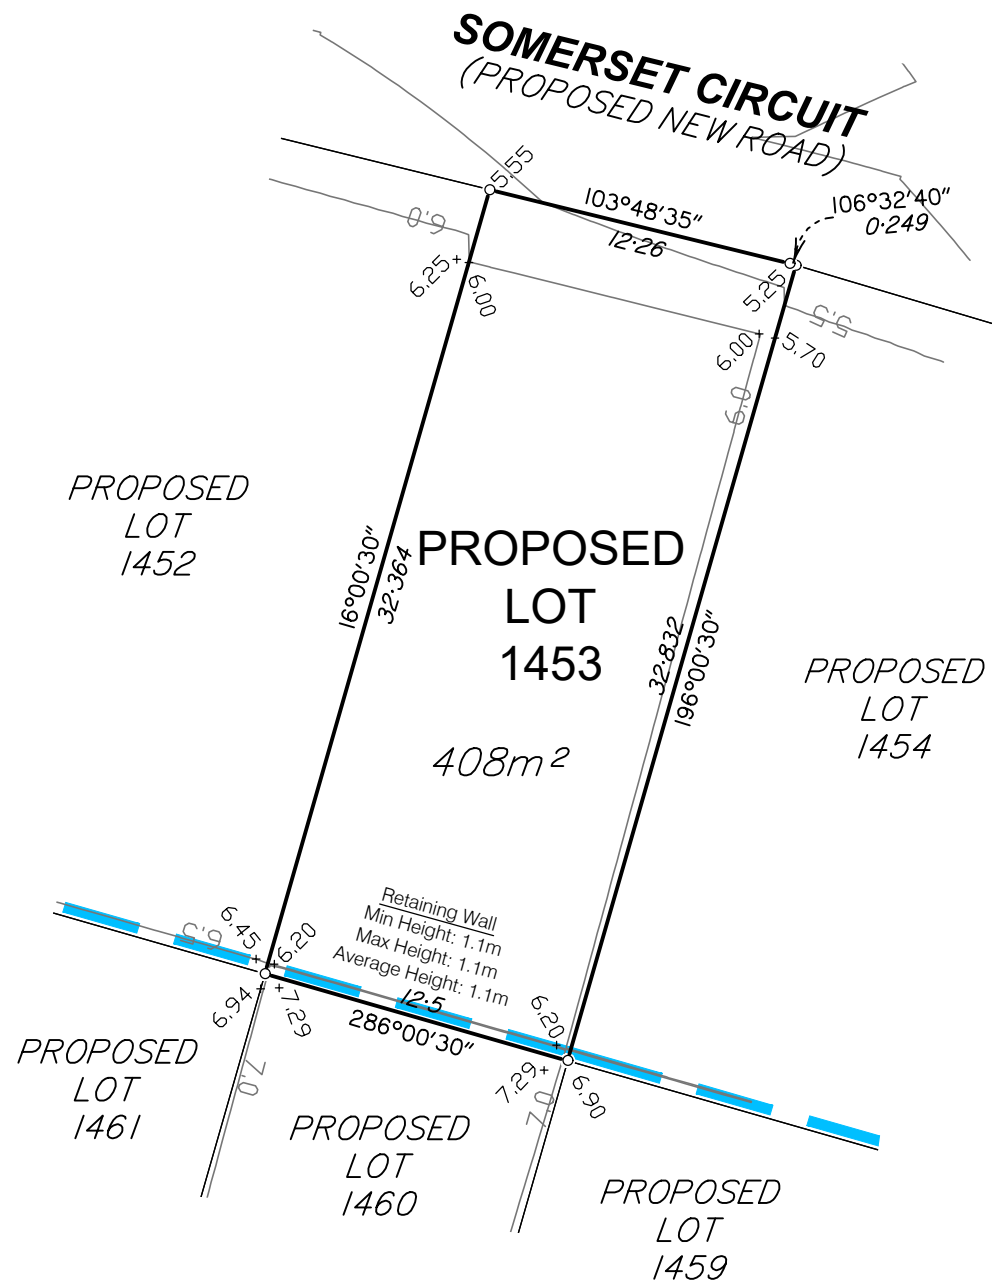 SOMERSET CIRCUIT
(PROPOSED NEW ROAD)
5.55
103°48'35"
12·26
106°32'40"
0·249
6.0
6.25
6.00
5.25
5.5
6.00
5.70
6.0
PROPOSED
LOT
1452
16°00'30"
32·364
PROPOSED
LOT
1453
408m²
32·832
196°00'30"
PROPOSED
LOT
1454
Retaining Wall
Min Height: 1.1m
Max Height: 1.1m
Average Height: 1.1m
6.5
6.45
6.20
6.94
7.29
12·5
286°00'30"
6.20
7.29
6.90
7.0
7.0
PROPOSED
LOT
1461
PROPOSED
LOT
1460
PROPOSED
LOT
1459